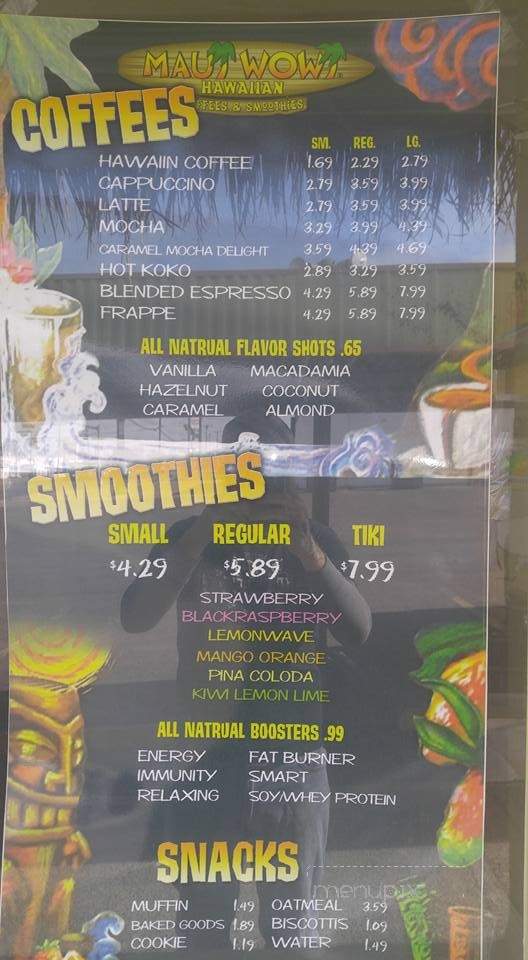 MAUI WOWI
HAWAIIAN
COFFEES & SMOOTHIES
COFFEES
SM. REG. LG.
HAWAIIN COFFEE 1.69 2.29 2.79
CAPPUCCINO 2.79 3.59 3.99
LATTE 2.79 3.59 3.99
MOCHA 3.29 3.99 4.39
CARAMEL MOCHA DELIGHT 3.59 4.39 4.69
HOT KOKO 2.89 3.29 3.59
BLENDED ESPRESSO 4.29 5.89 7.99
FRAPPE 4.29 5.89 7.99
ALL NATRUAL FLAVOR SHOTS .65
VANILLA MACADAMIA
HAZELNUT COCONUT
CARAMEL ALMOND
SMOOTHIES
SMALL REGULAR TIKI
$4.29 $5.89 $7.99
STRAWBERRY
BLACKRASPBERRY
LEMONWAVE
MANGO ORANGE
PINA COLODA
KIWI LEMON LIME
ALL NATRUAL BOOSTERS .99
ENERGY FAT BURNER
IMMUNITY SMART
RELAXING SOY/WHEY PROTEIN
SNACKS
menupix
MUFFIN 1.49 OATMEAL 3.59
BAKED GOODS 1.89 BISCOTTIS 1.09
COOKIE 1.19 WATER 1.49